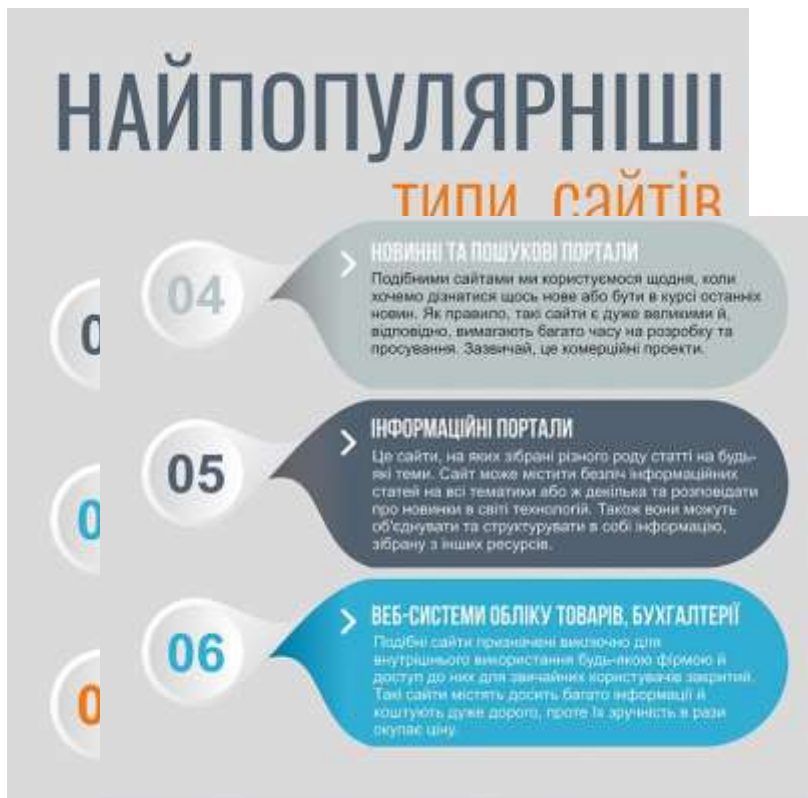 НАЙПОПУЛЯРНІШІ
типи сайтів
0
0
0
04
НОВИННІ ТА ПОШУКОВІ ПОРТАЛИ
Подібними сайтами ми користуємося щодня, коли
хочемо дізнатися щось нове або бути в курсі останніх
новин. Як правило, такі сайти є дуже великими й,
відповідно, вимагають багато часу на розробку та
просування. Зазвичай, це комерційні проекти.
05
ІНФОРМАЦІЙНІ ПОРТАЛИ
Це сайти, на яких зібрані різного роду статті на будь-
які теми. Сайт може містити безліч інформаційних
статей на всі тематики або ж декілька та розповідати
про новинки в світі технологій. Також вони можуть
об'єднувати та структурувати в собі інформацію,
зібрану з інших ресурсів.
06
ВЕБ-СИСТЕМИ ОБЛІКУ ТОВАРІВ, БУХГАЛТЕРІЇ
Подібні сайти призначені виключно для
внутрішнього використання будь-якою фірмою й
доступ до них для звичайних користувачів закритий.
Такі сайти містять досить багато інформації й
коштують дуже дорого, проте їх зручність в рази
окупає ціну.